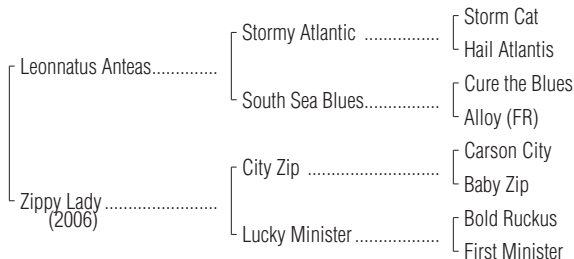 Storm Cat
Stormy Atlantic ................
Hail Atlantis
Leonnatus Anteas..............
Cure the Blues
South Sea Blues................
Alloy (FR)
Carson City
City Zip ......................
Baby Zip
Zippy Lady ........................
(2006)
Bold Ruckus
Lucky Minister ..................
First Minister